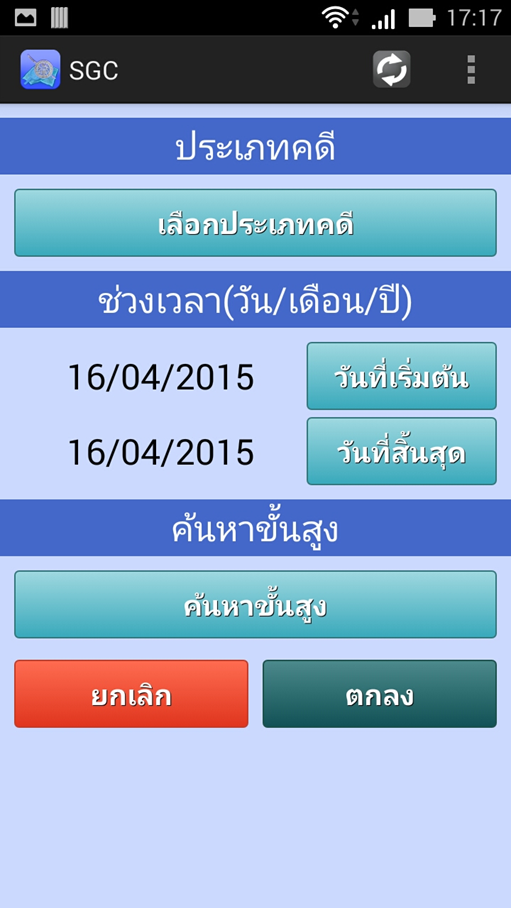 17:17
SGC
ประเภทคดี
เลือกประเภทคดี
ช่วงเวลา(วัน/เดือน/ปี)
16/04/2015 วันที่เริ่มต้น
16/04/2015 วันที่สิ้นสุด
ค้นหาขั้นสูง
ค้นหาขั้นสูง
ยกเลิก ตกลง